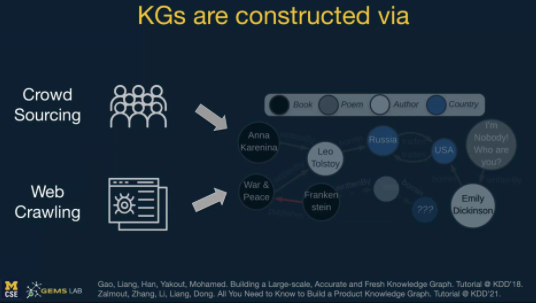 KGs are constructed via
Crowd
Sourcing
Web
Crawling
Book
Poem
Author
Country
Anna
Karenina
Leo
Tolstoy
Russia
USA
I'm
Nobody!
Who are
you?
War &
Peace
Franken
stein
???
Emily
Dickinson
M
CSE
GEMS LAB
Gao, Liang, Han, Yakout, Mohamed. Building a Large-scale, Accurate and Fresh Knowledge Graph. Tutorial @ KDD'18.
Zalmout, Zhang, Li, Liang, Dong. All You Need to Know to Build a Product Knowledge Graph. Tutorial @ KDD'21.